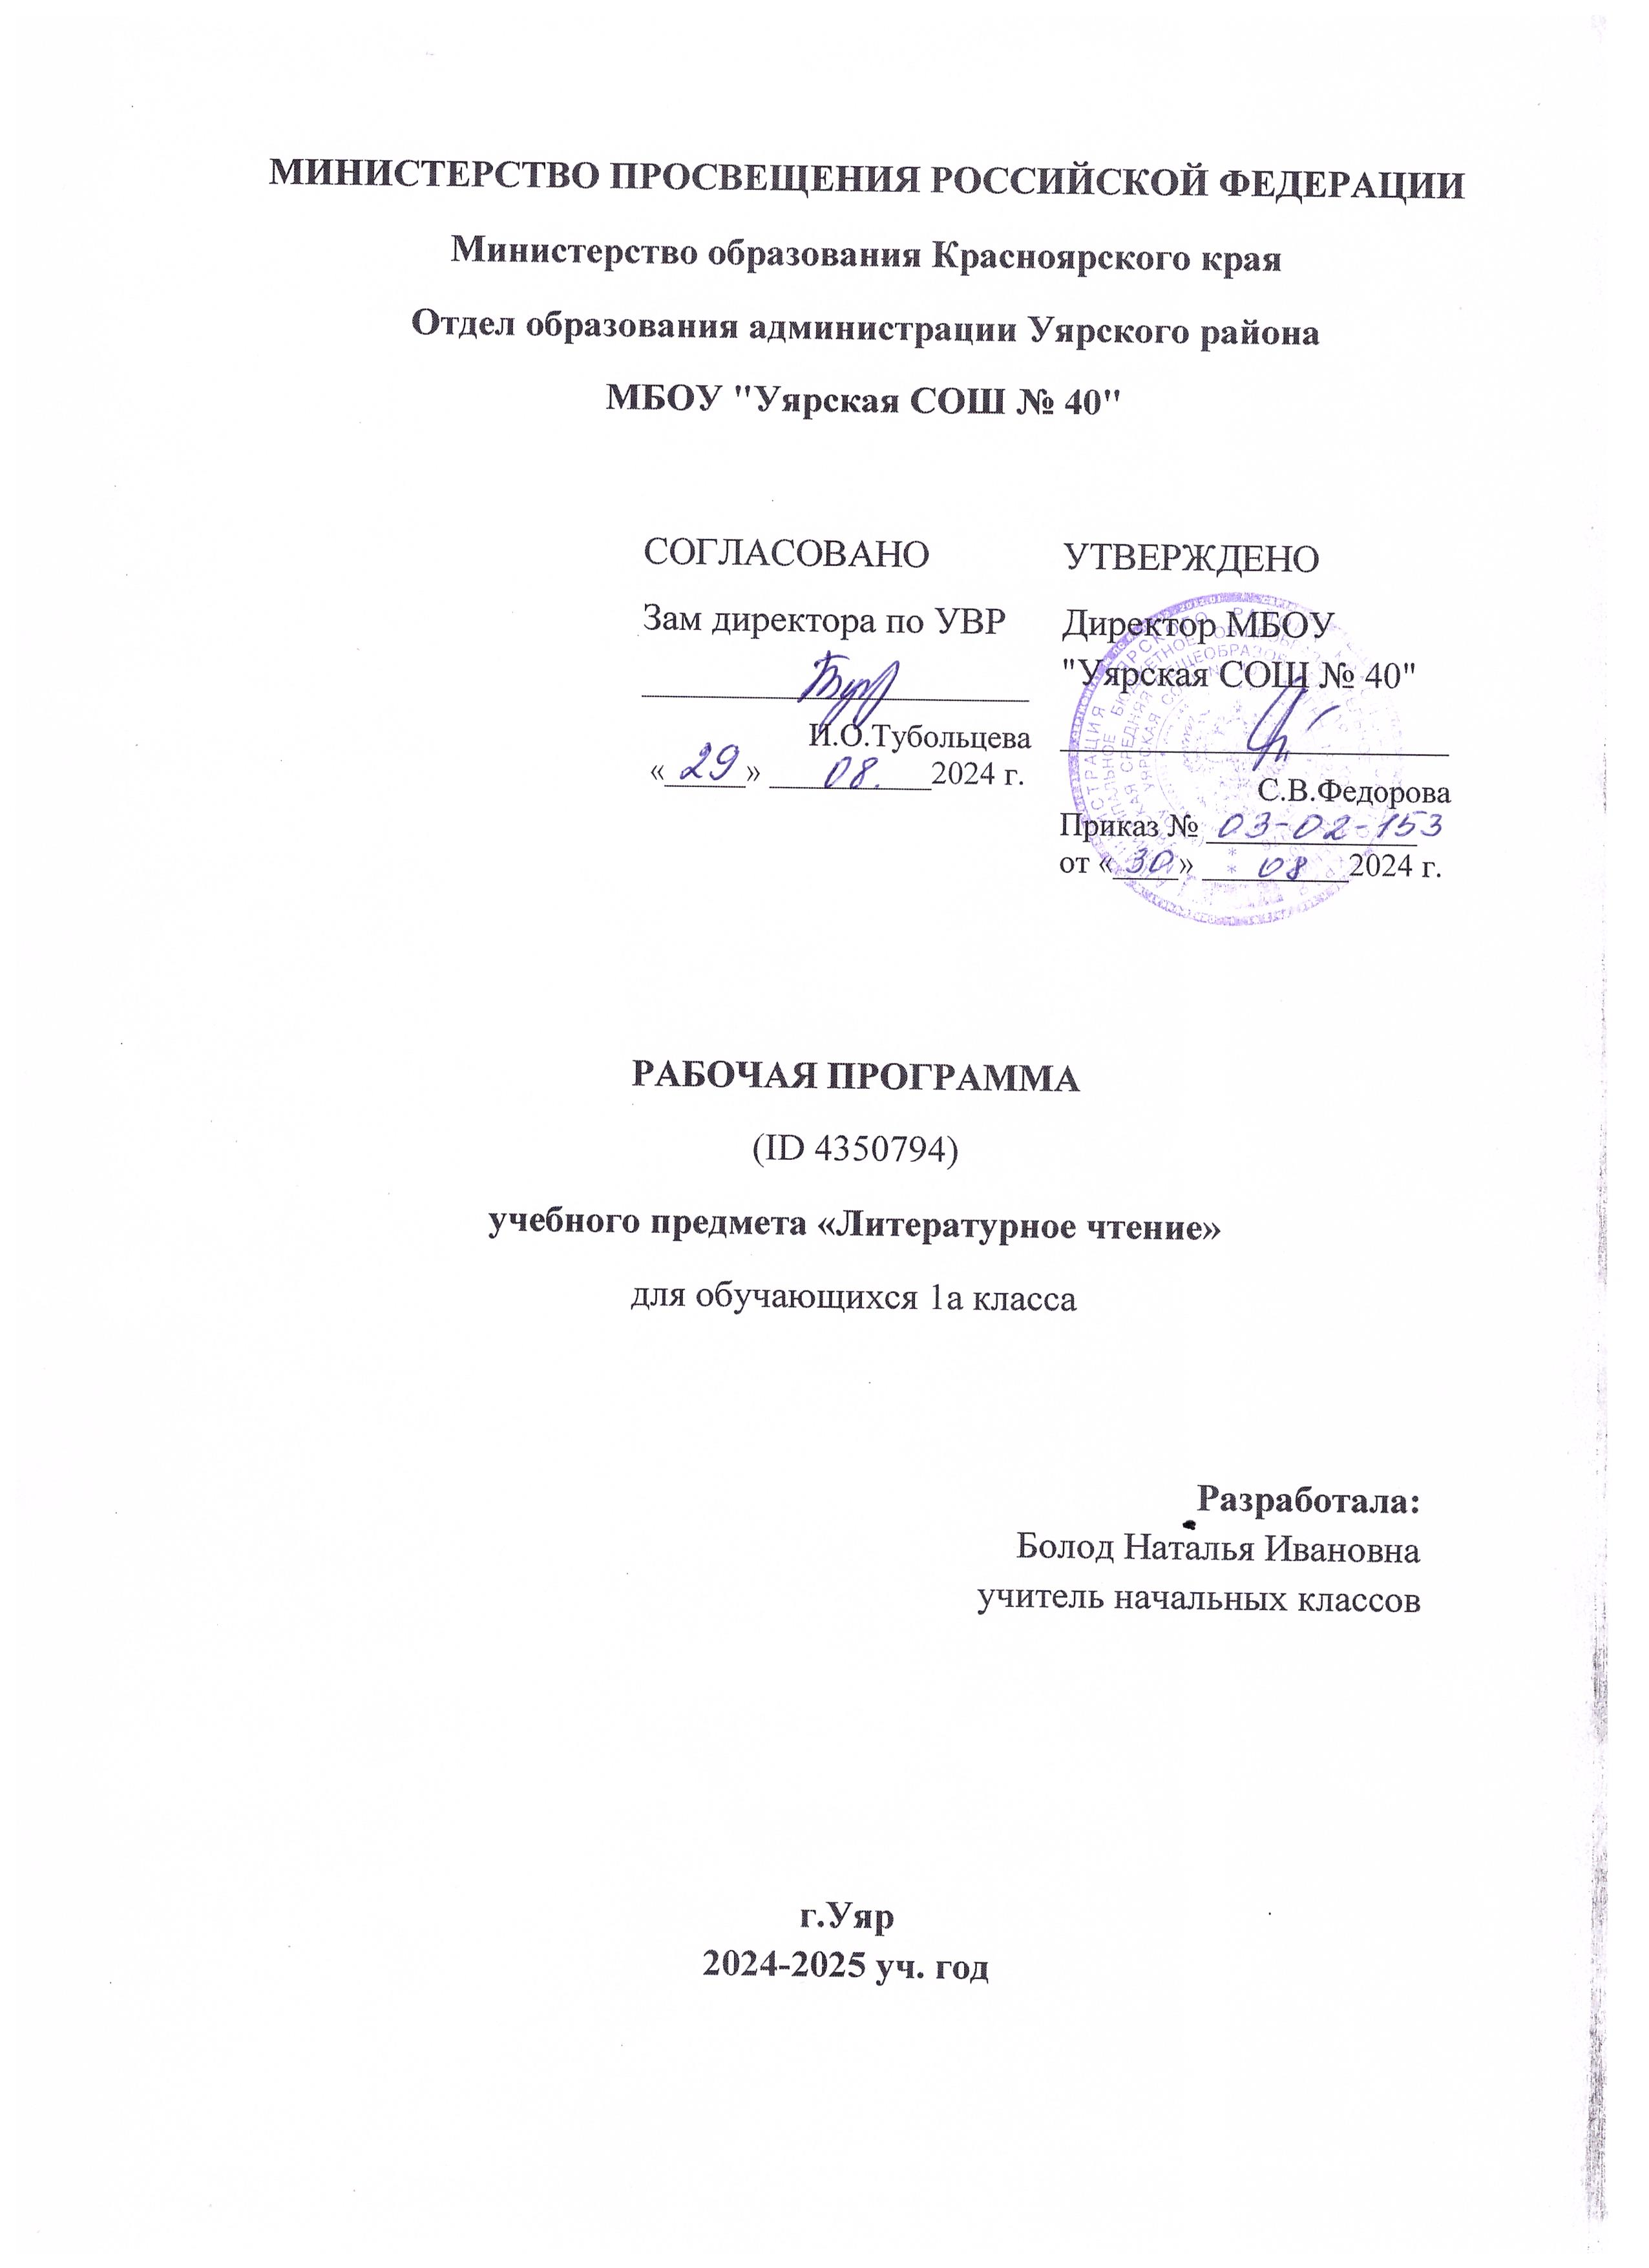 МИНИСТЕРСТВО ПРОСВЕЩЕНИЯ РОССИЙСКОЙ ФЕДЕРАЦИИ
Министерство образования Красноярского края
Отдел образования администрации Уярского района
МБОУ "Уярская СОШ № 40"
СОГЛАСОВАНО
Зам директора по УВР
И.О.Тубольцева
«29» 08. 2024 г.
УТВЕРЖДЕНО
Директор МБОУ
"Уярская СОШ № 40"
С.В.Федорова
Приказ № 03-02-153
от «30» 08 2024 г.
РАБОЧАЯ ПРОГРАММА
(ID 4350794)
учебного предмета «Литературное чтение»
для обучающихся 1а класса
Разработала:
Болод Наталья Ивановна
учитель начальных классов
г.Уяр
2024-2025 уч. год